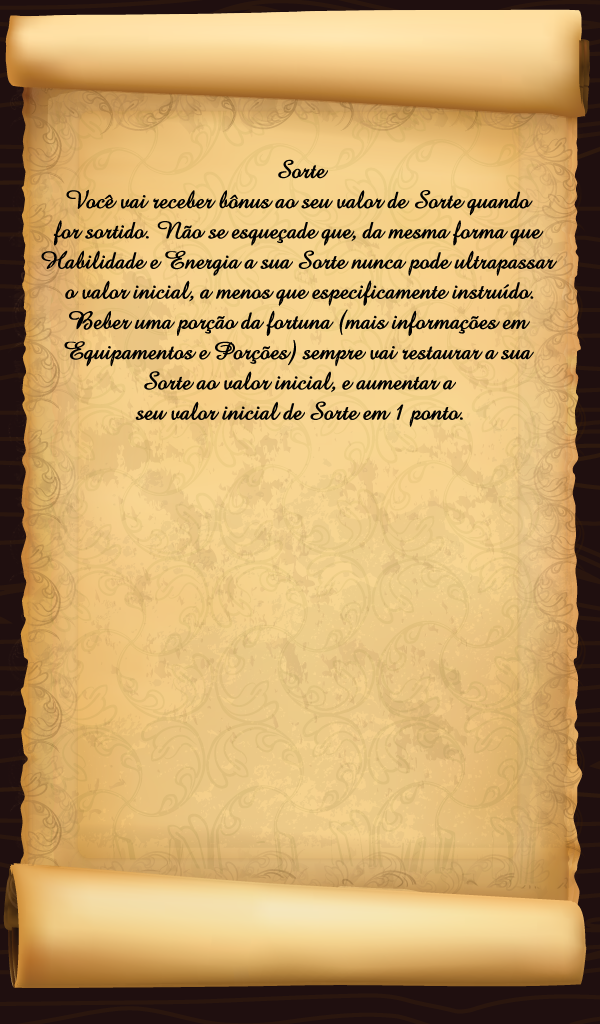 Sorte
Você vai receber bônus ao seu valor de Sorte quando
for sortido. Não se esqueçade que, da mesma forma que
Habilidade e Energia a sua Sorte nunca pode ultrapassar
o valor inicial, a menos que especificamente instruído.
Beber uma porção da fortuna (mais informações em
Equipamentos e Porções) sempre vai restaurar a sua
Sorte ao valor inicial, e aumentar a
seu valor inicial de Sorte em 1 ponto.